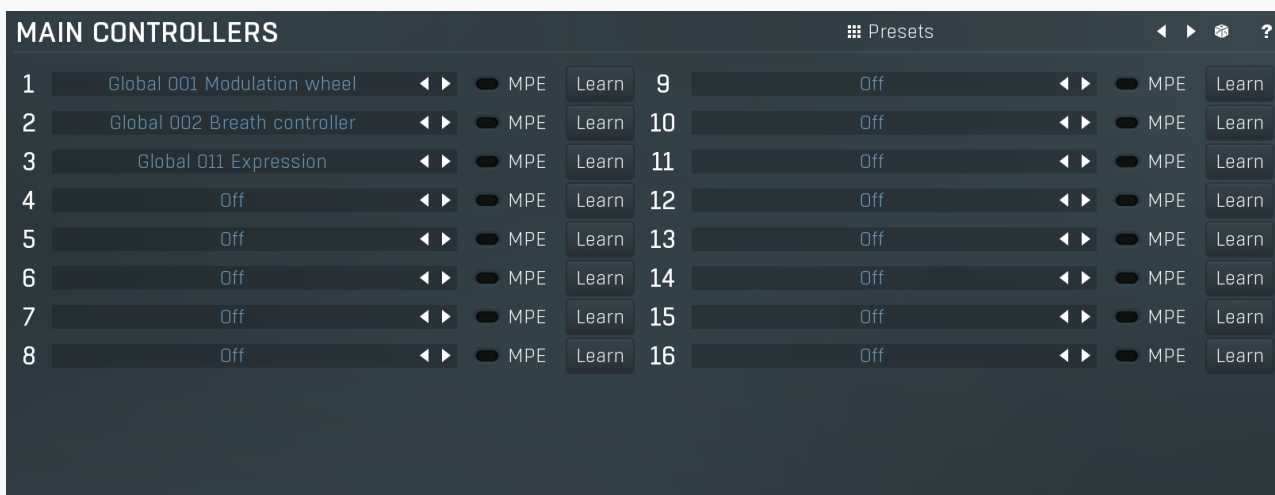 MAIN CONTROLLERS Presets ?
1 Global 001 Modulation wheel MPE Learn 9 Off MPE Learn
2 Global 002 Breath controller MPE Learn 10 Off MPE Learn
3 Global 011 Expression MPE Learn 11 Off MPE Learn
4 Off MPE Learn 12 Off MPE Learn
5 Off MPE Learn 13 Off MPE Learn
6 Off MPE Learn 14 Off MPE Learn
7 Off MPE Learn 15 Off MPE Learn
8 Off MPE Learn 16 Off MPE Learn